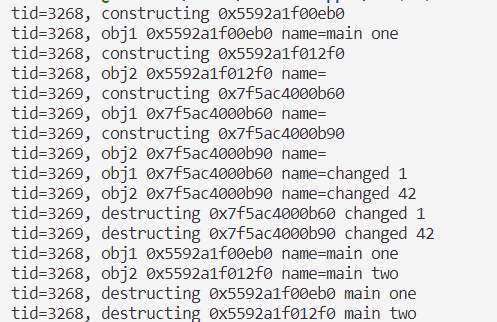 tid=3268, constructing 0x5592a1f00eb0
tid=3268, obj1 0x5592a1f00eb0 name=main one
tid=3268, constructing 0x5592a1f012f0
tid=3268, obj2 0x5592a1f012f0 name=
tid=3269, constructing 0x7f5ac4000b60
tid=3269, obj1 0x7f5ac4000b60 name=
tid=3269, constructing 0x7f5ac4000b90
tid=3269, obj2 0x7f5ac4000b90 name=
tid=3269, obj1 0x7f5ac4000b60 name=changed 1
tid=3269, obj2 0x7f5ac4000b90 name=changed 42
tid=3269, destructing 0x7f5ac4000b60 changed 1
tid=3269, destructing 0x7f5ac4000b90 changed 42
tid=3268, obj1 0x5592a1f00eb0 name=main one
tid=3268, obj2 0x5592a1f012f0 name=main two
tid=3268, destructing 0x5592a1f00eb0 main one
tid=3268, destructing 0x5592a1f012f0 main two